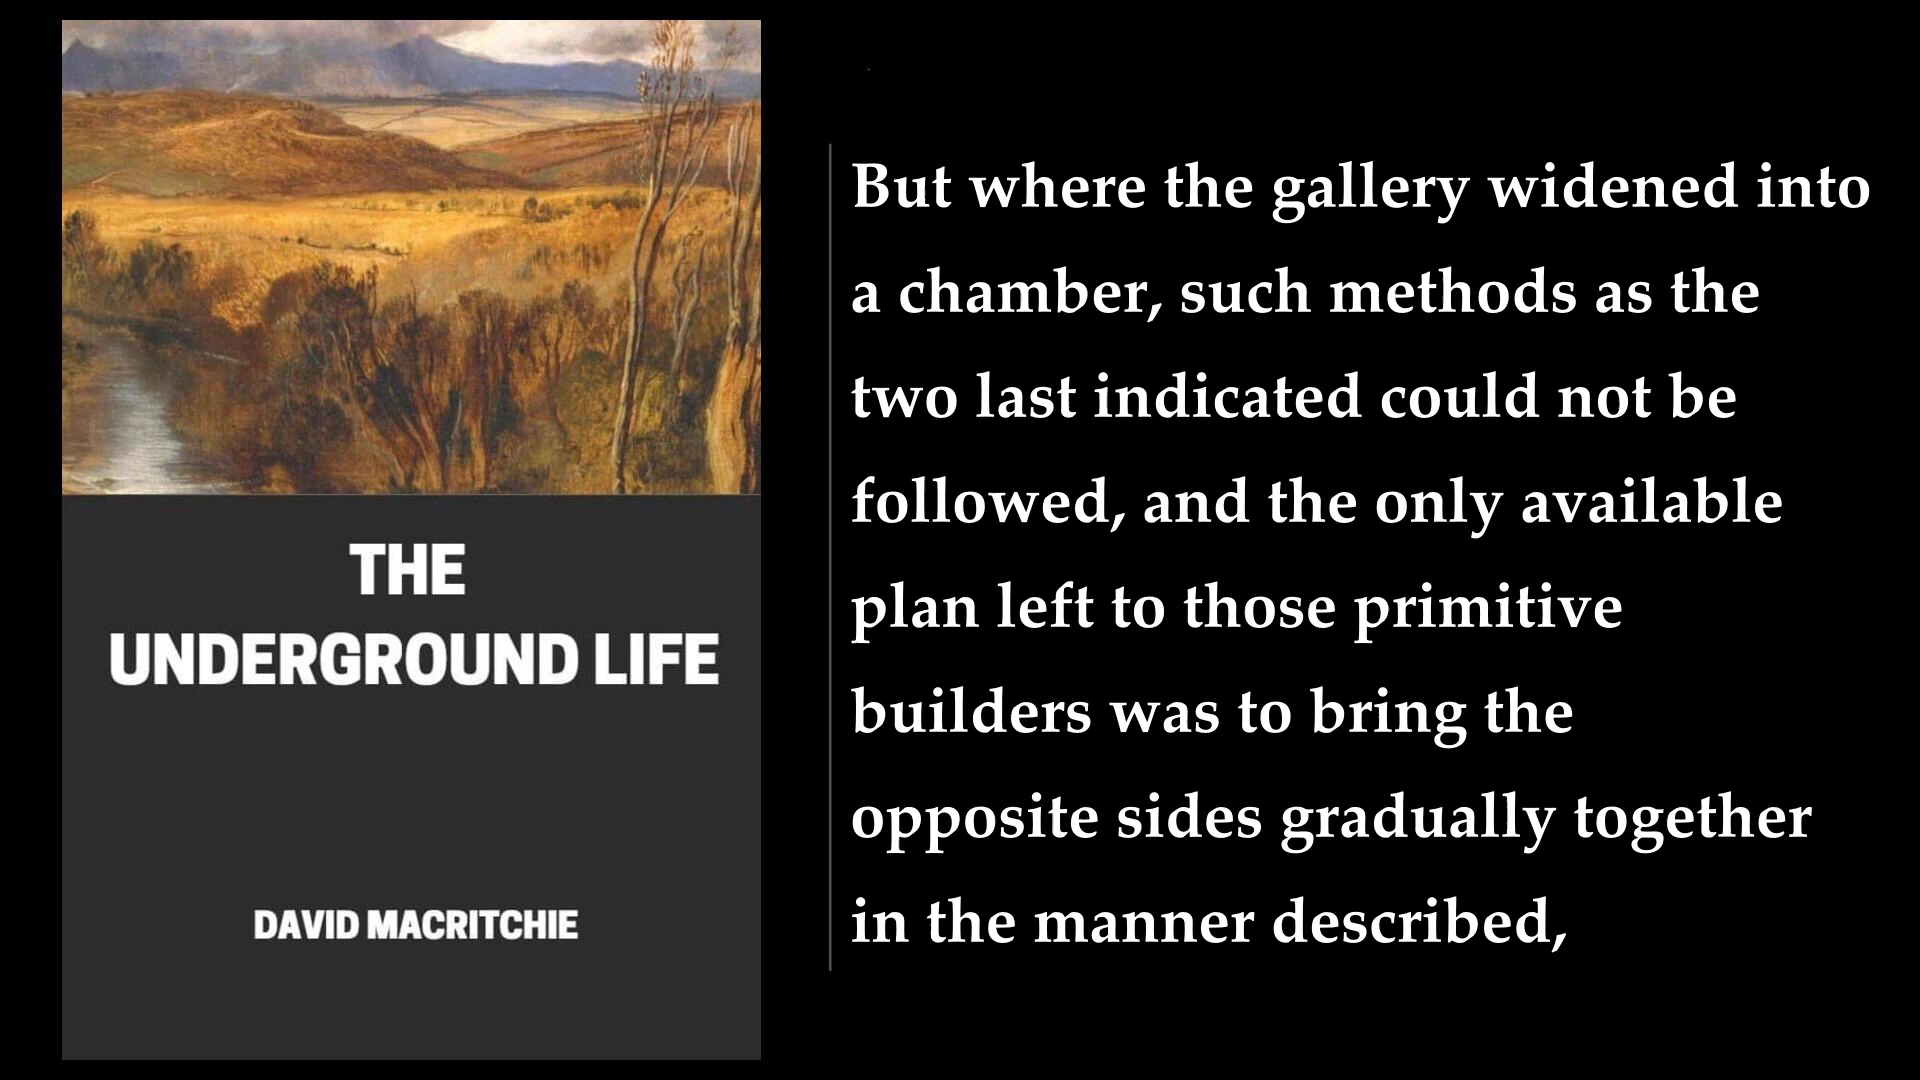 THE
UNDERGROUND LIFE
DAVID MACRITCHIE
But where the gallery widened into
a chamber, such methods as the
two last indicated could not be
followed, and the only available
plan left to those primitive
builders was to bring the
opposite sides gradually together
in the manner described,